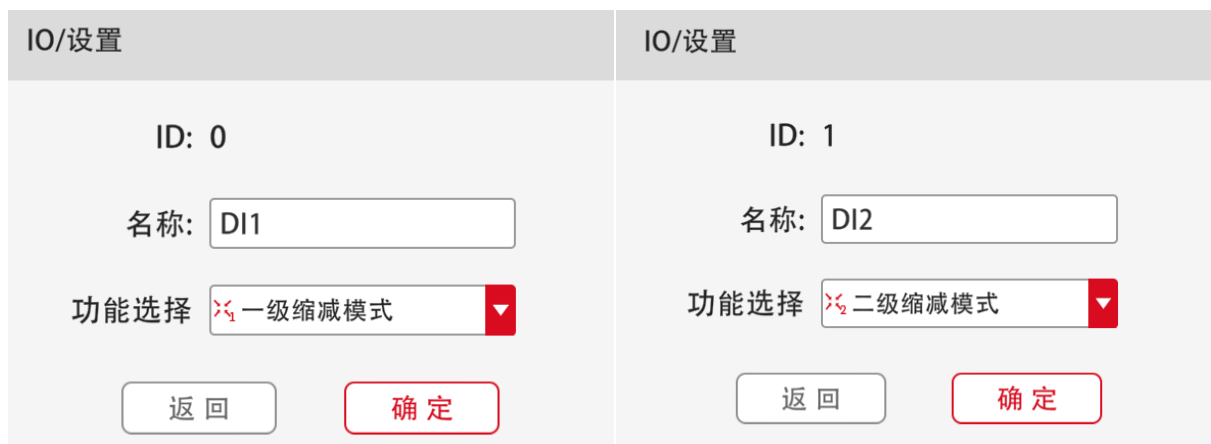 IO/设置
ID: 0
名称: DI1
功能选择 1 一级缩减模式
返回 确定
IO/设置
ID: 1
名称: DI2
功能选择 2 二级缩减模式
返回 确定